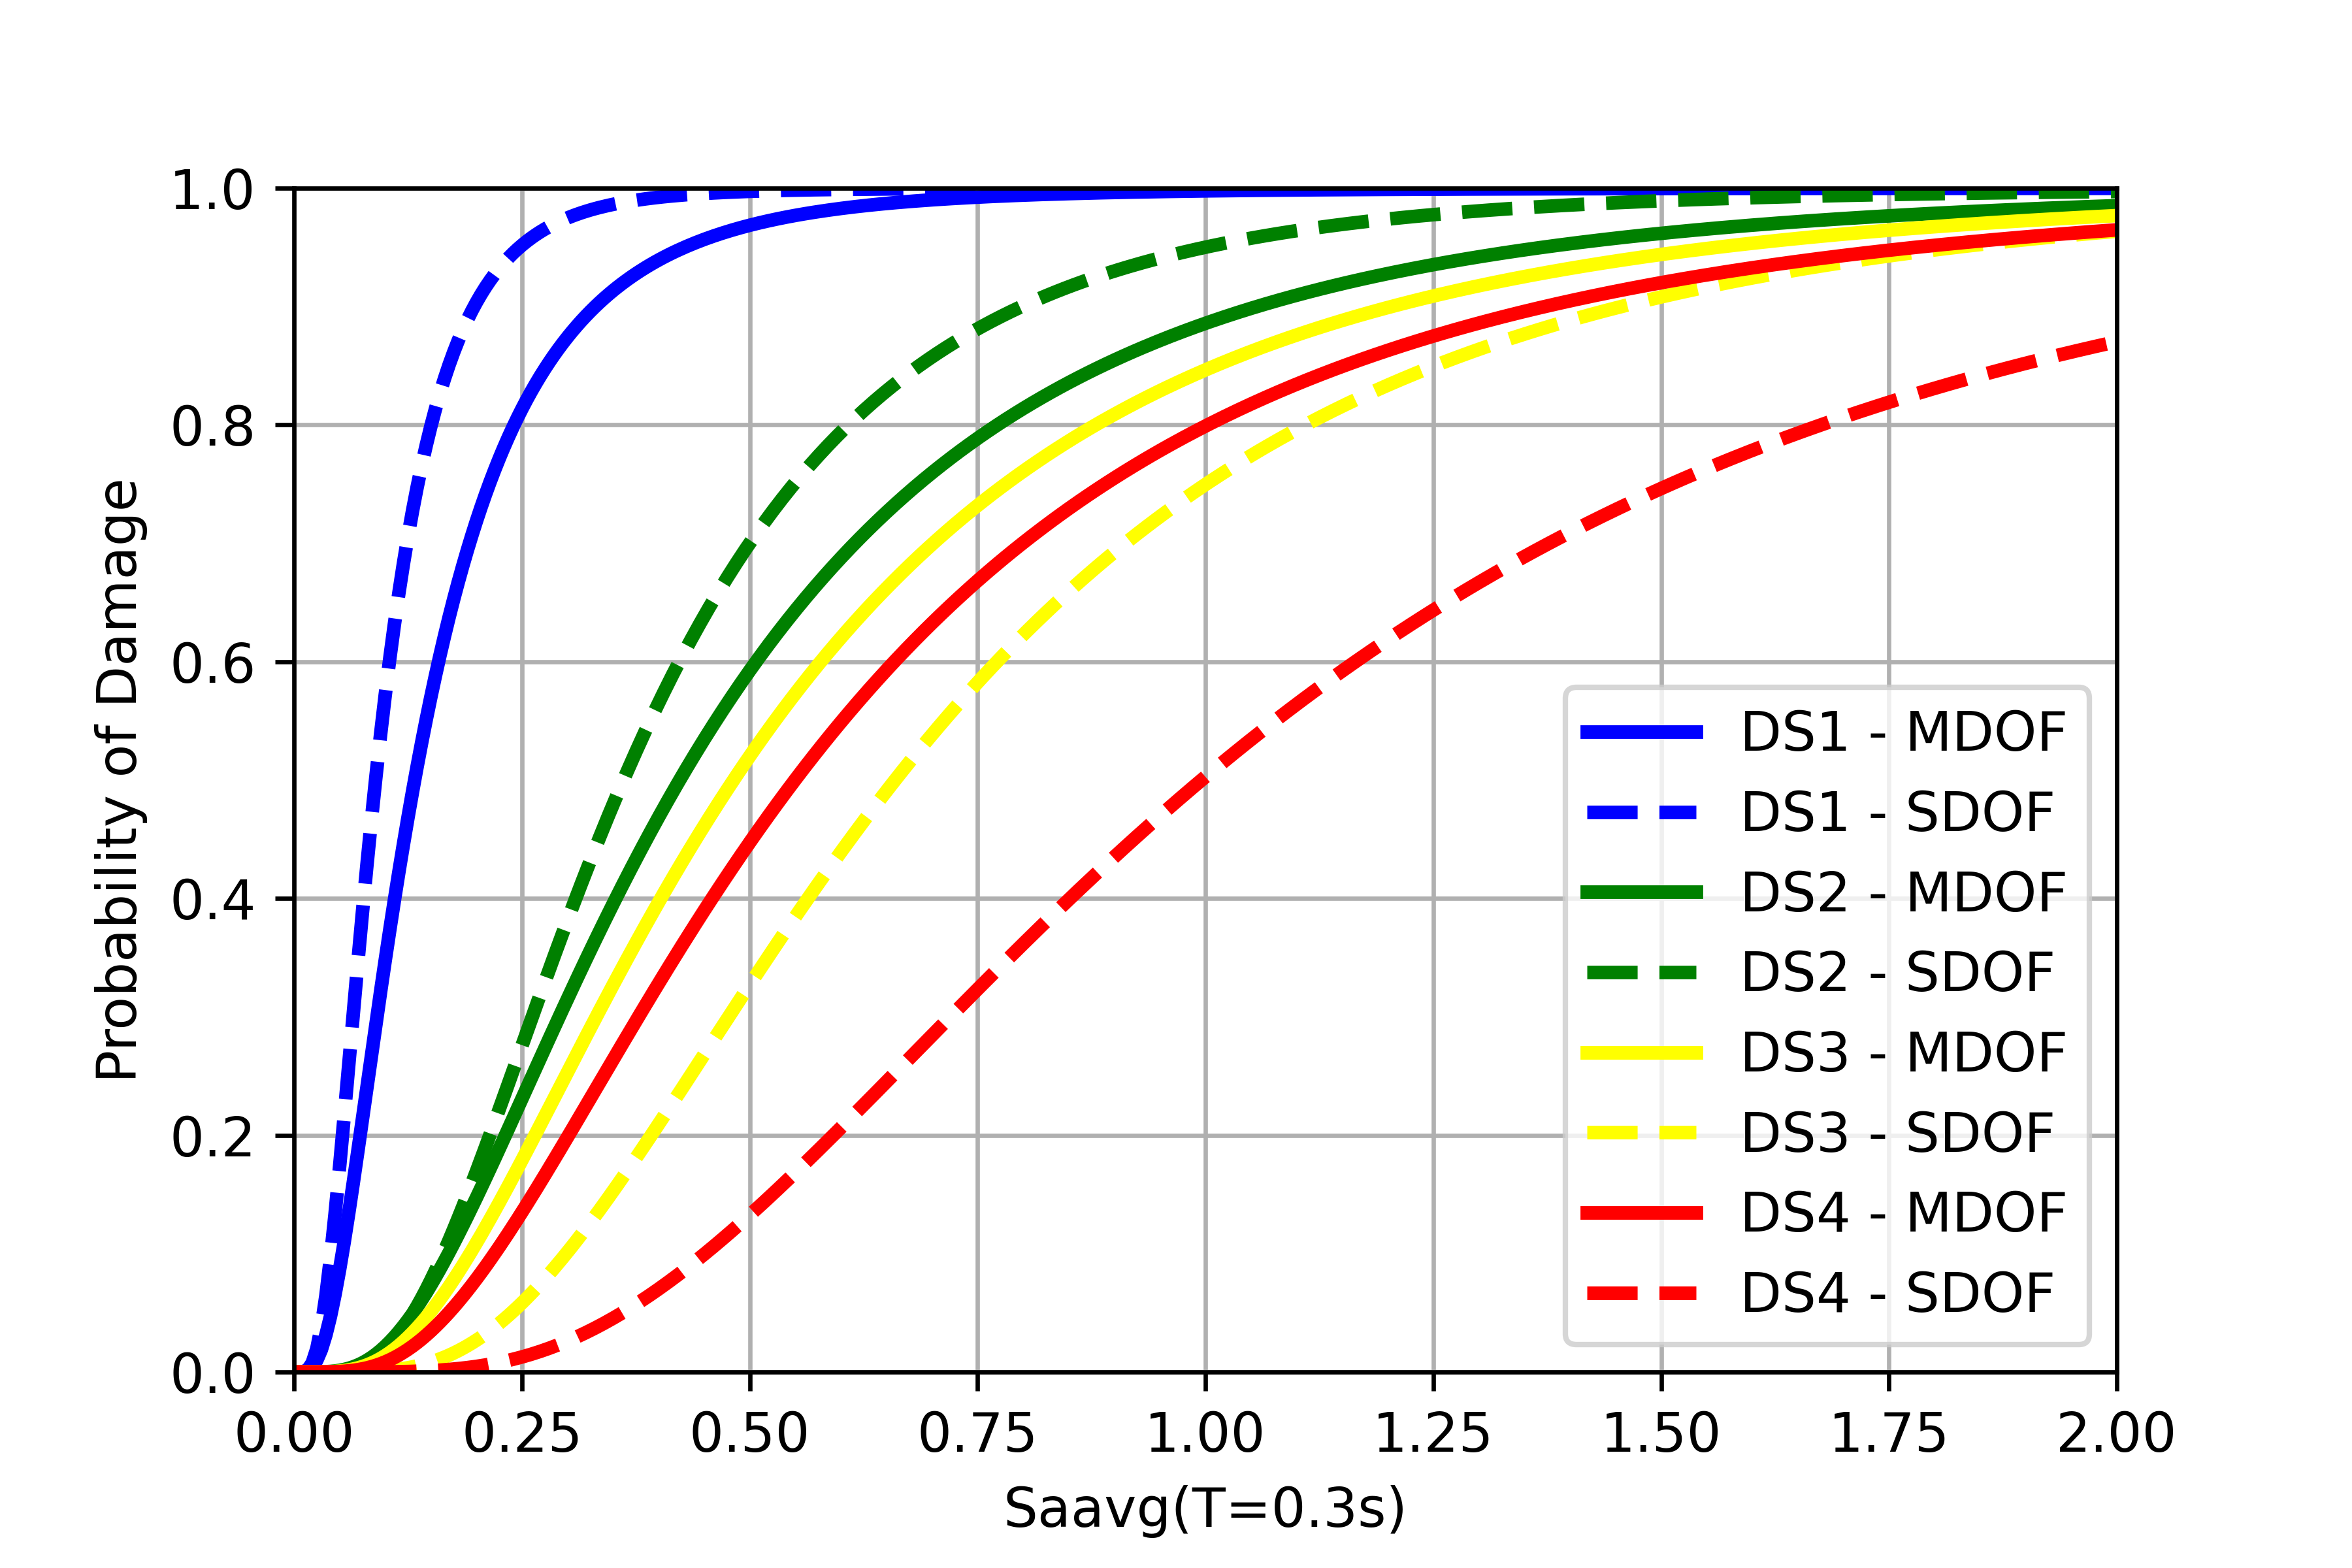 1.0
0.8
0.6
0.4
0.2
0.0
Probability of Damage
DS1 - MDOF
DS1 - SDOF
DS2 - MDOF
DS2 - SDOF
DS3 - MDOF
DS3 - SDOF
DS4 - MDOF
DS4 - SDOF
0.00 0.25 0.50 0.75 1.00 1.25 1.50 1.75 2.00
Saavg(T=0.3s)